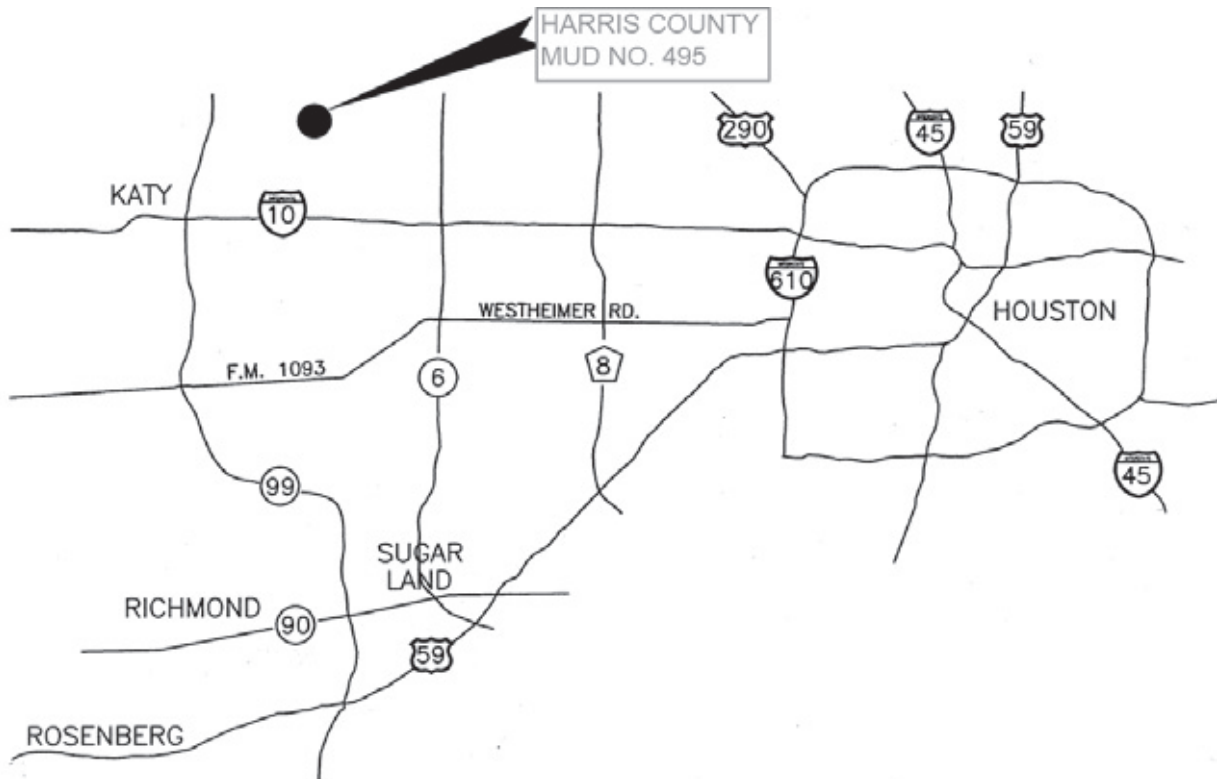 HARRIS COUNTY
MUD NO. 495
290
45
59
KATY
10
610
WESTHEIMER RD.
HOUSTON
F.M. 1093
6
8
45
99
SUGAR
LAND
RICHMOND
90
59
ROSENBERG